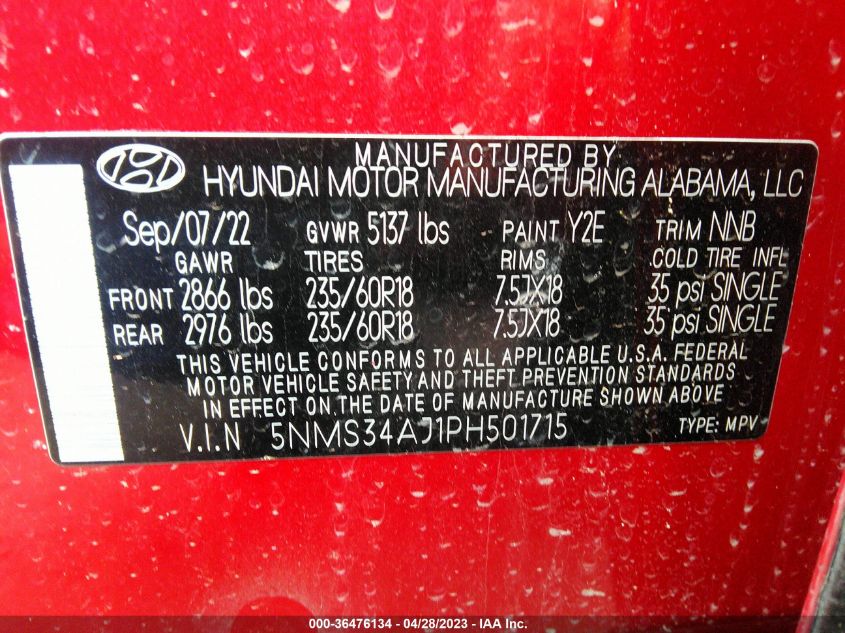 MANUFACTURED BY
HYUNDAI MOTOR MANUFACTURING ALABAMA, LLC
Sep/07/22 GVWR 5137 lbs PAINT Y2E TRIM NNB
GAWR TIRES RIMS COLD TIRE INFL
FRONT 2866 lbs 235/60R18 7.5JX18 35 psi SINGLE
REAR 2976 lbs 235/60R18 7.5JX18 35 psi SINGLE
THIS VEHICLE CONFORMS TO ALL APPLICABLE U.S.A. FEDERAL
MOTOR VEHICLE SAFETY AND THEFT PREVENTION STANDARDS
IN EFFECT ON THE DATE OF MANUFACTURE SHOWN ABOVE
V.I.N 5NMS34AJ1PH501715 TYPE: MPV
000-36476134 - 04/28/2023 - IAA Inc.